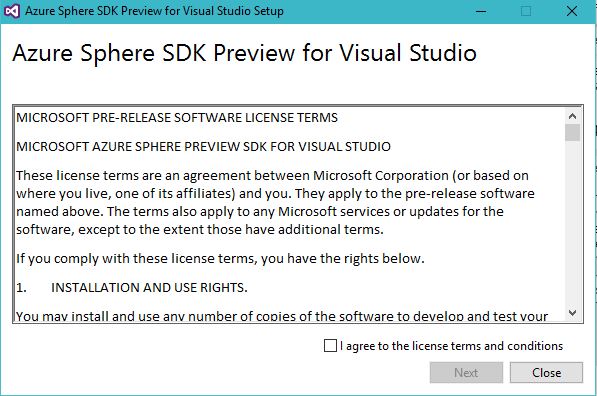 Azure Sphere SDK Preview for Visual Studio Setup
Azure Sphere SDK Preview for Visual Studio
MICROSOFT PRE-RELEASE SOFTWARE LICENSE TERMS
MICROSOFT AZURE SPHERE PREVIEW SDK FOR VISUAL STUDIO
These license terms are an agreement between Microsoft Corporation (or based on
where you live, one of its affiliates) and you. They apply to the pre-release software
named above. The terms also apply to any Microsoft services or updates for the
software, except to the extent those have additional terms.
If you comply with these license terms, you have the rights below.
1. INSTALLATION AND USE RIGHTS.
You may install and use any number of copies of the software to develop and test your
I agree to the license terms and conditions
Next
Close